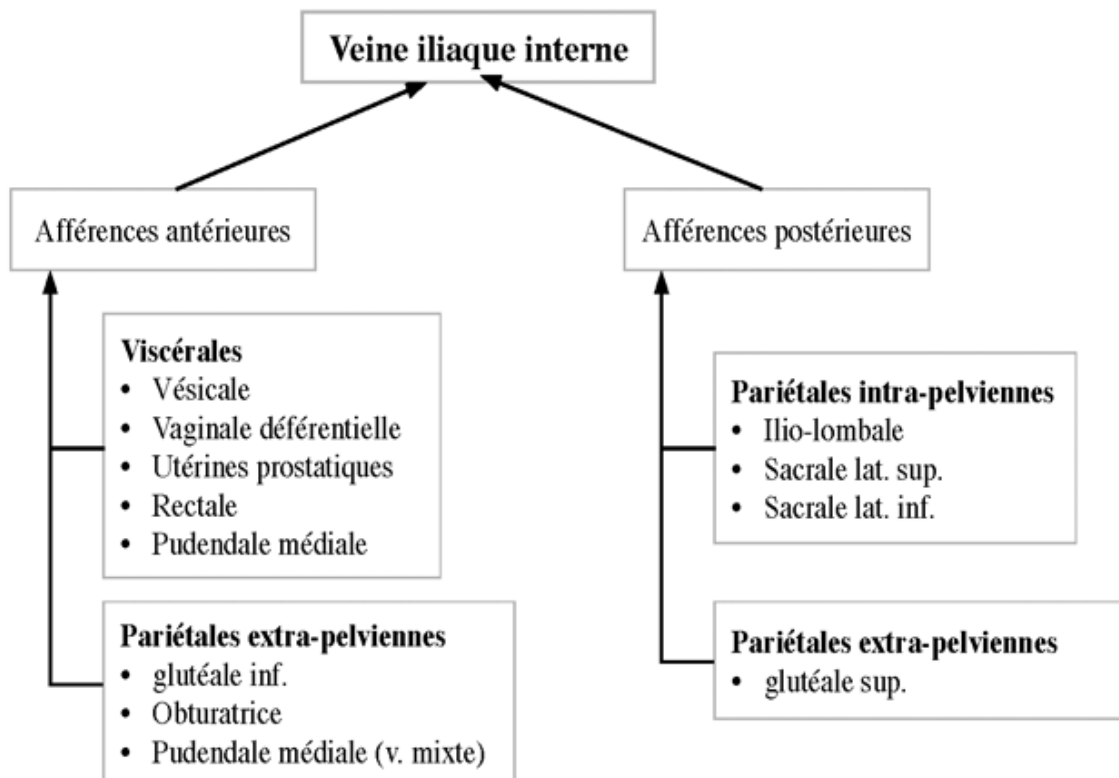 Veine iliaque interne
Afférences antérieures
Viscérales
• Vésicale
• Vaginale déférentielle
• Utérines prostatiques
• Rectale
• Pudendale médiale
Pariétales extra-pelviennes
• glutéale inf.
• Obturatrice
• Pudendale médiale (v. mixte)
Afférences postérieures
Pariétales intra-pelviennes
• Ilio-lombale
• Sacrale lat. sup.
• Sacrale lat. inf.
Pariétales extra-pelviennes
• glutéale sup.